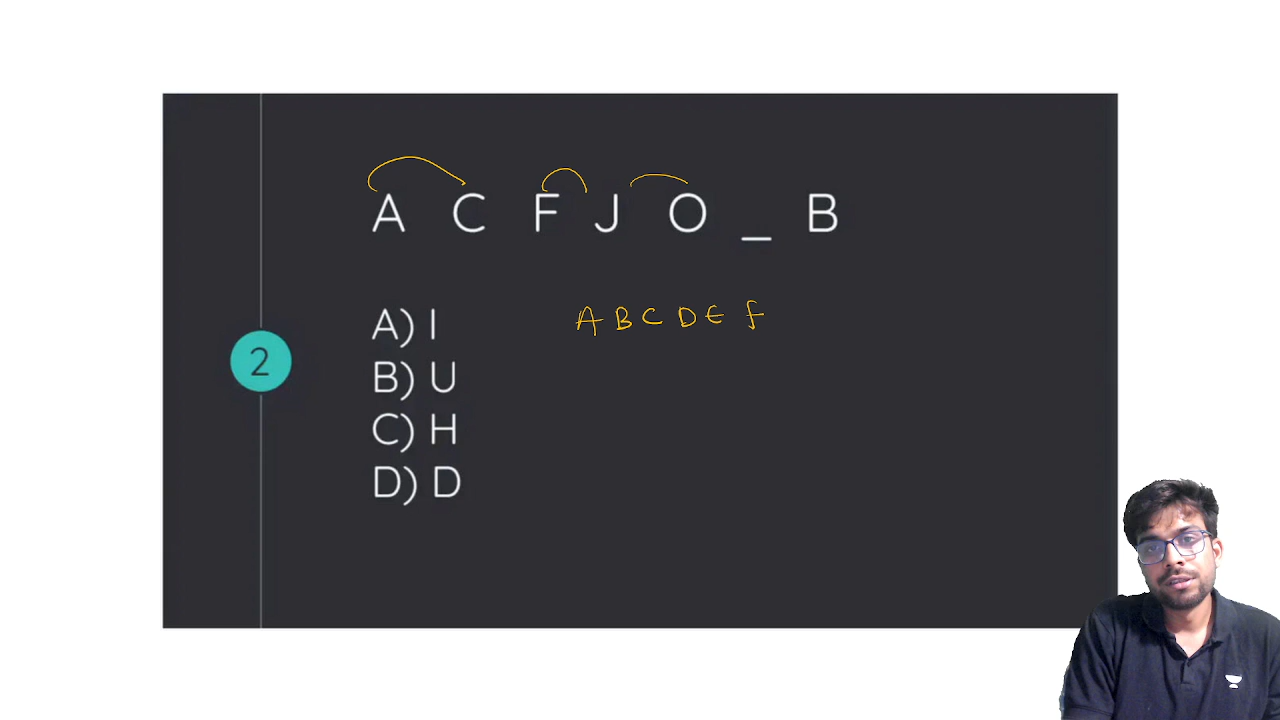 A C F J O _ B
A) I
A B C D E F
B) U
2
C) H
D) D